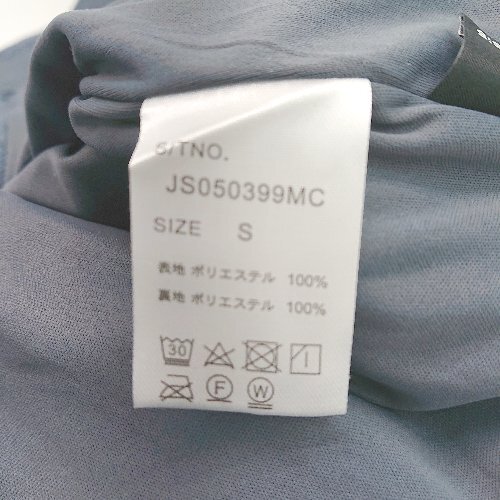 S/TNO.
JS050399MC
SIZE S
表地 ポリエステル 100%
裏地 ポリエステル 100%
30
F W